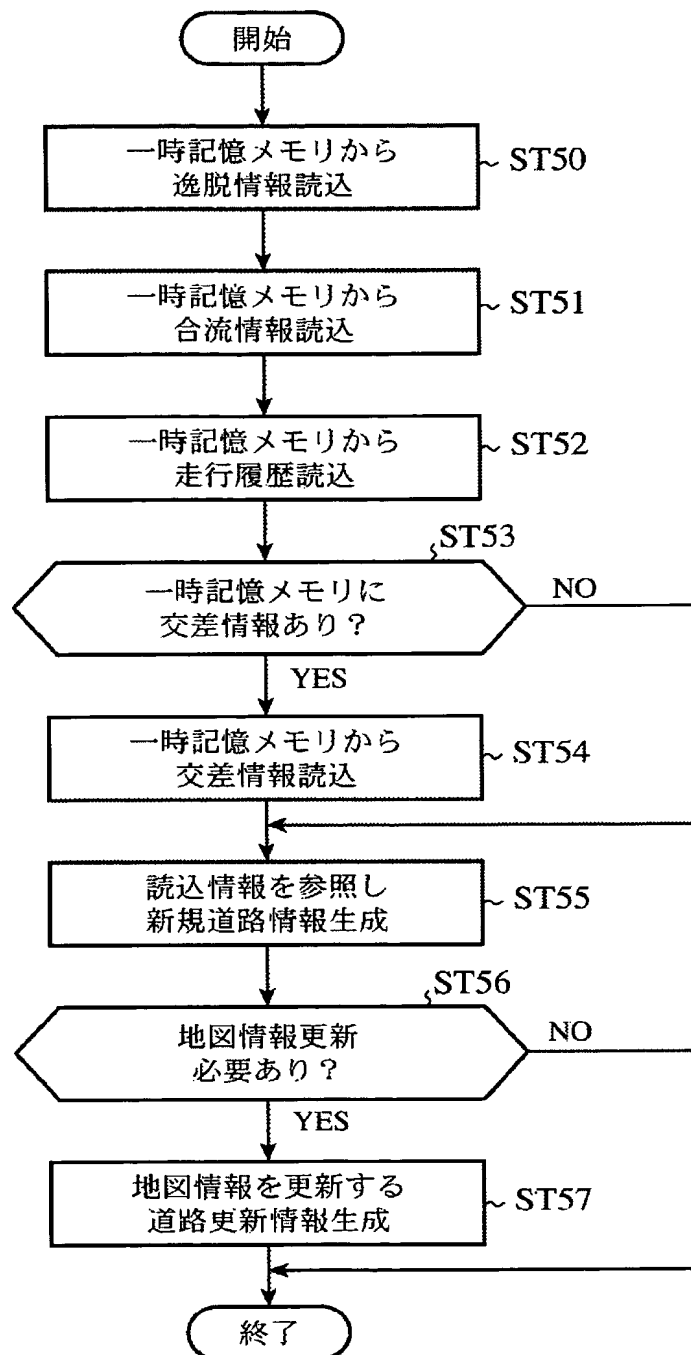 開始
一時記憶メモリから
逸脱情報読込
~ST50
一時記憶メモリから
合流情報読込
~ST51
一時記憶メモリから
走行履歴読込
~ST52
ST53
一時記憶メモリに
交差情報あり？
NO
YES
一時記憶メモリから
交差情報読込
~ST54
読込情報を参照し
新規道路情報生成
~ST55
ST56
地図情報更新
必要あり？
NO
YES
地図情報を更新する
道路更新情報生成
~ST57
終了